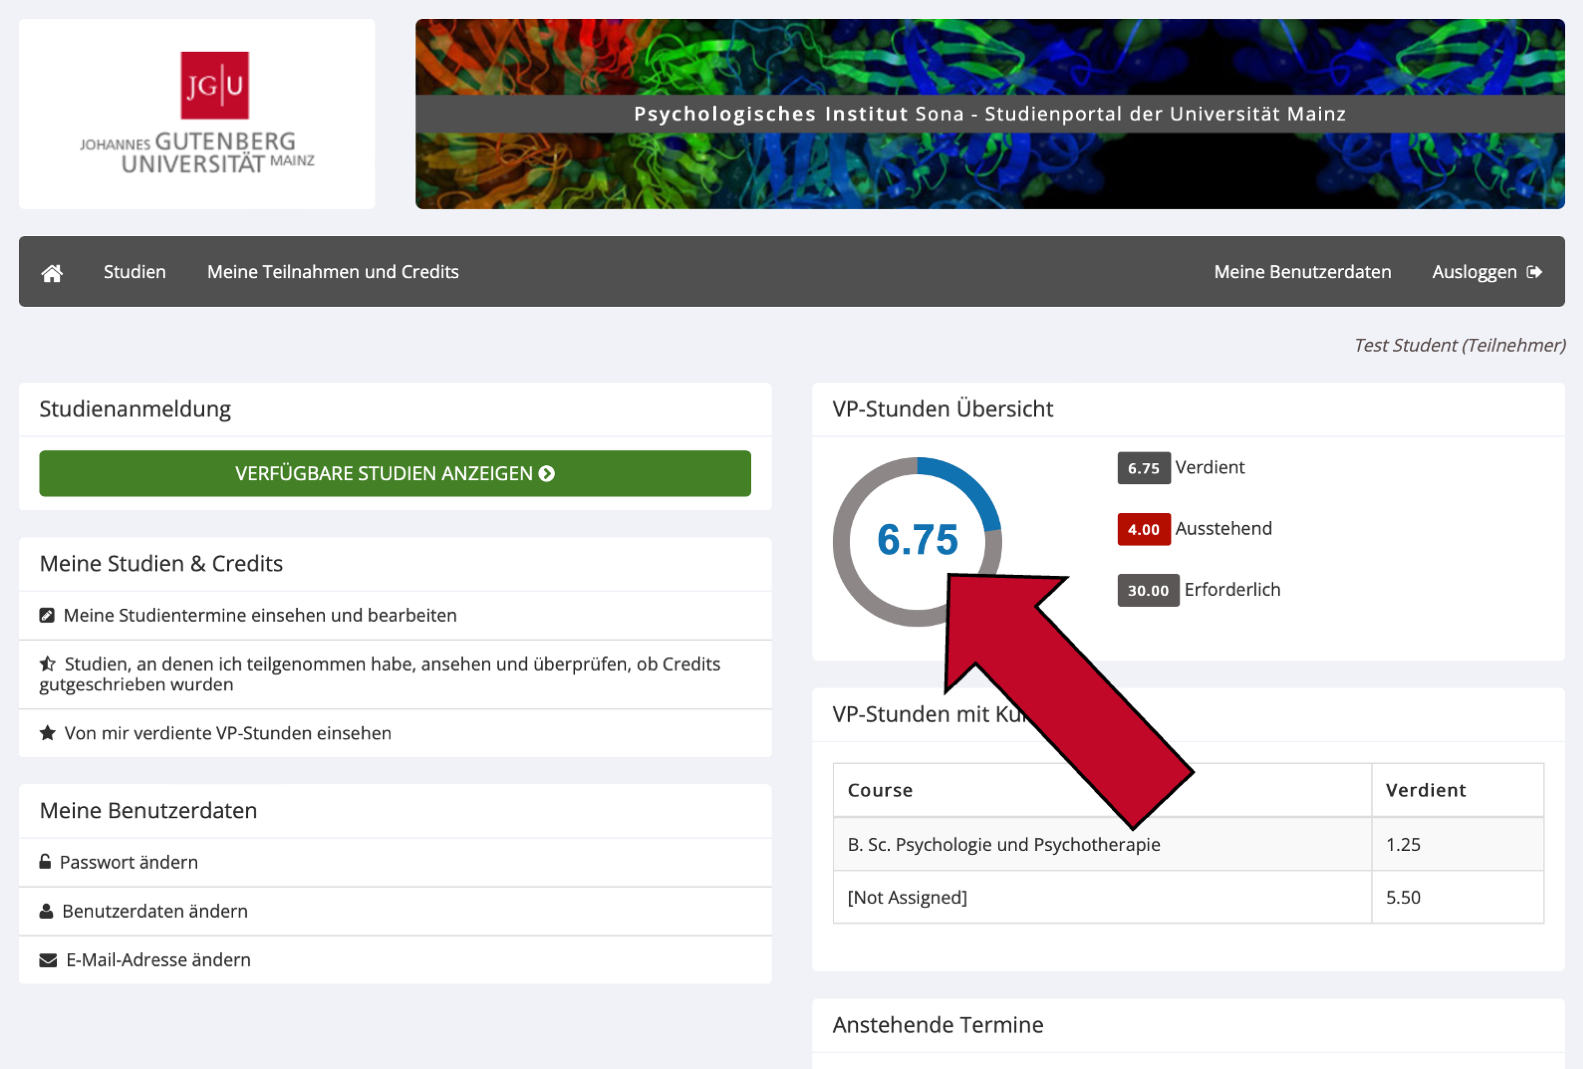 JG|U
JOHANNES GUTENBERG
UNIVERSITÄT MAINZ
Psychologisches Institut Sona - Studienportal der Universität Mainz
Studien
Meine Teilnahmen und Credits
Meine Benutzerdaten
Ausloggen
Test Student (Teilnehmer)
Studienanmeldung
VERFÜGBARE STUDIEN ANZEIGEN
Meine Studien & Credits
Meine Studientermine einsehen und bearbeiten
Studien, an denen ich teilgenommen habe, ansehen und überprüfen, ob Credits
gutgeschrieben wurden
Von mir verdiente VP-Stunden einsehen
Meine Benutzerdaten
Passwort ändern
Benutzerdaten ändern
E-Mail-Adresse ändern
VP-Stunden Übersicht
6.75
6.75 Verdient
4.00 Ausstehend
30.00 Erforderlich
VP-Stunden mit
Course Verdient
B. Sc. Psychologie und Psychotherapie 1.25
[Not Assigned] 5.50
Anstehende Termine